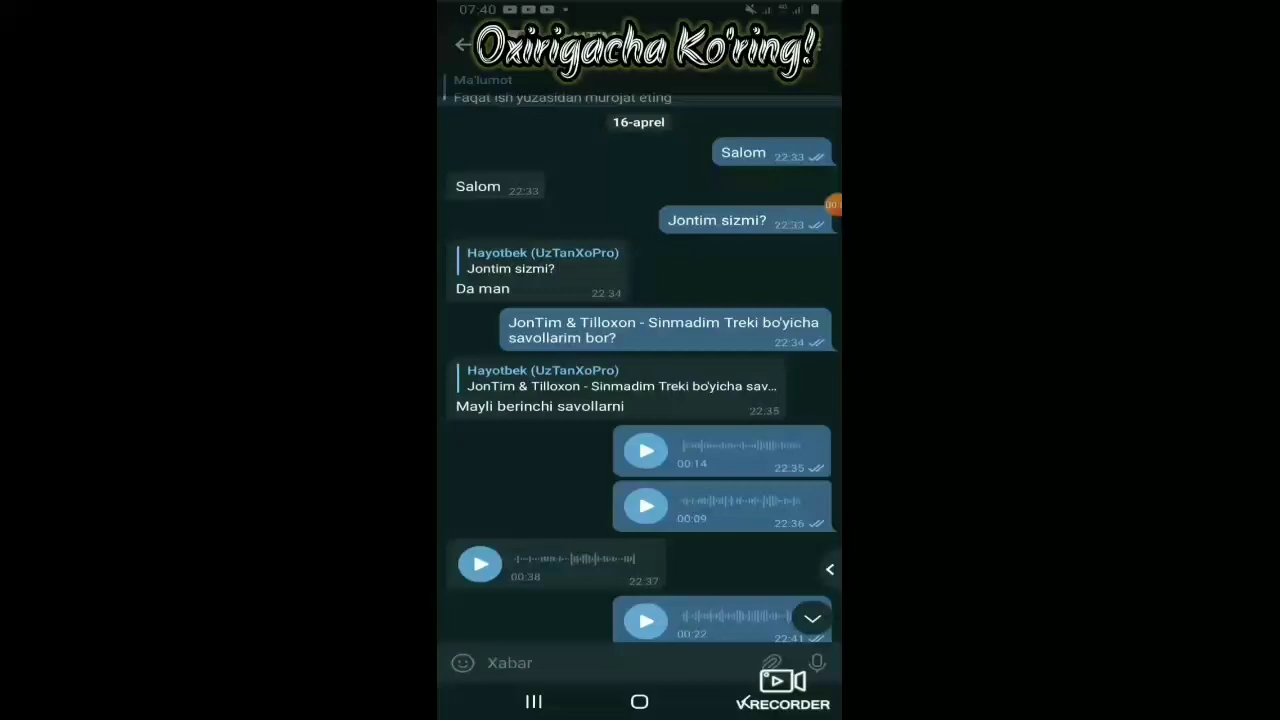 07:40
Oxirigacha Ko'ring!
Ma'lumot
Faqat ish yuzasidan murojat eting
16-aprel
Salom 22:33
Salom 22:33
Jontim sizmi? 22:33
Hayotbek (UzTanXoPro)
Jontim sizmi?
Da man 22:34
JonTim & Tilloxon - Sinmadim Treki bo'yicha
savollarim bor? 22:34
Hayotbek (UzTanXoPro)
JonTim & Tilloxon - Sinmadim Treki bo'yicha sav...
Mayli berinchi savollarni 22:35
00:14 22:35
00:09 22:36
00:38 22:37
00:22 22:41
Xabar
VRECORDER